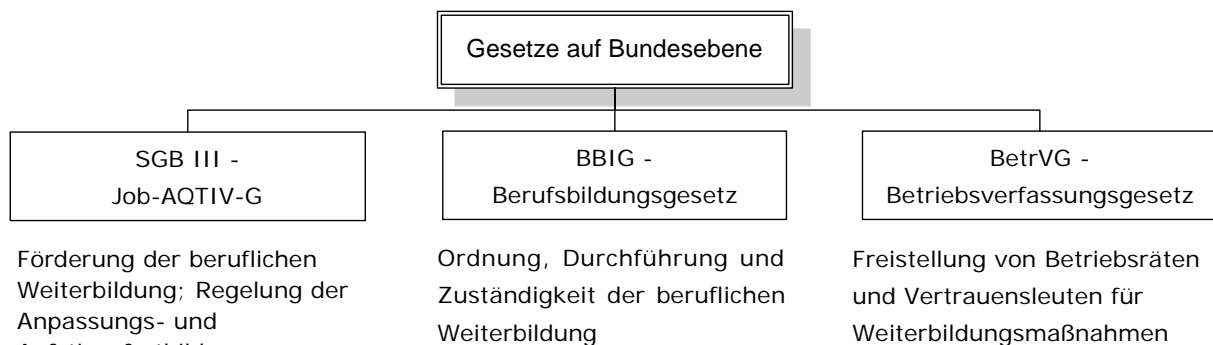 Gesetze auf Bundesebene
SGB III -
Job-AQTIV-G
BBIG -
Berufsbildungsgesetz
BetrVG -
Betriebsverfassungsgesetz
Förderung der beruflichen
Weiterbildung; Regelung der
Anpassungs- und
Ordnung, Durchführung und
Zuständigkeit der beruflichen
Weiterbildung
Freistellung von Betriebsräten
und Vertrauensleuten für
Weiterbildungsmaßnahmen